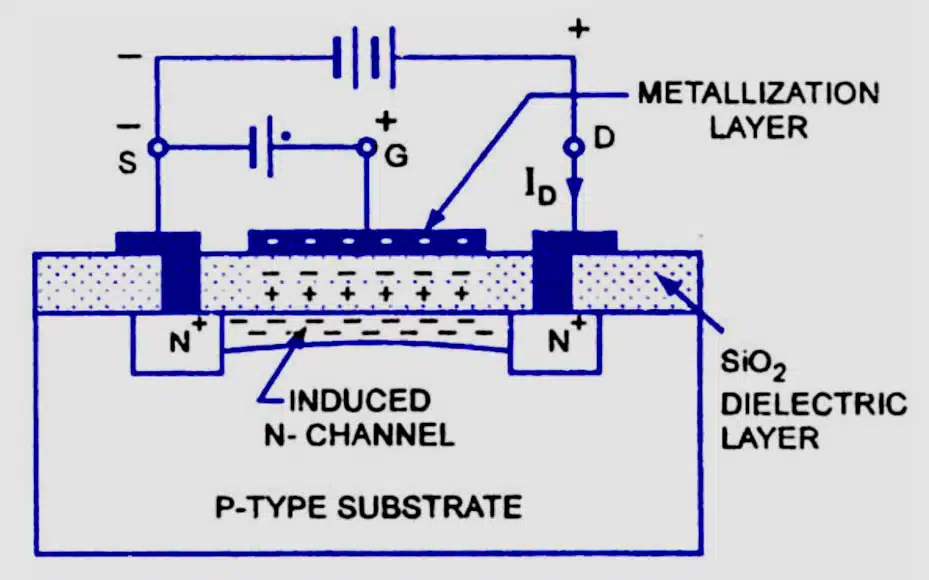 +
−
METALLIZATION
LAYER
−
+
S
G
D
I_D
− − − − − −
+ + + + + +
N+
N+
SiO₂
DIELECTRIC
LAYER
INDUCED
N- CHANNEL
P-TYPE SUBSTRATE